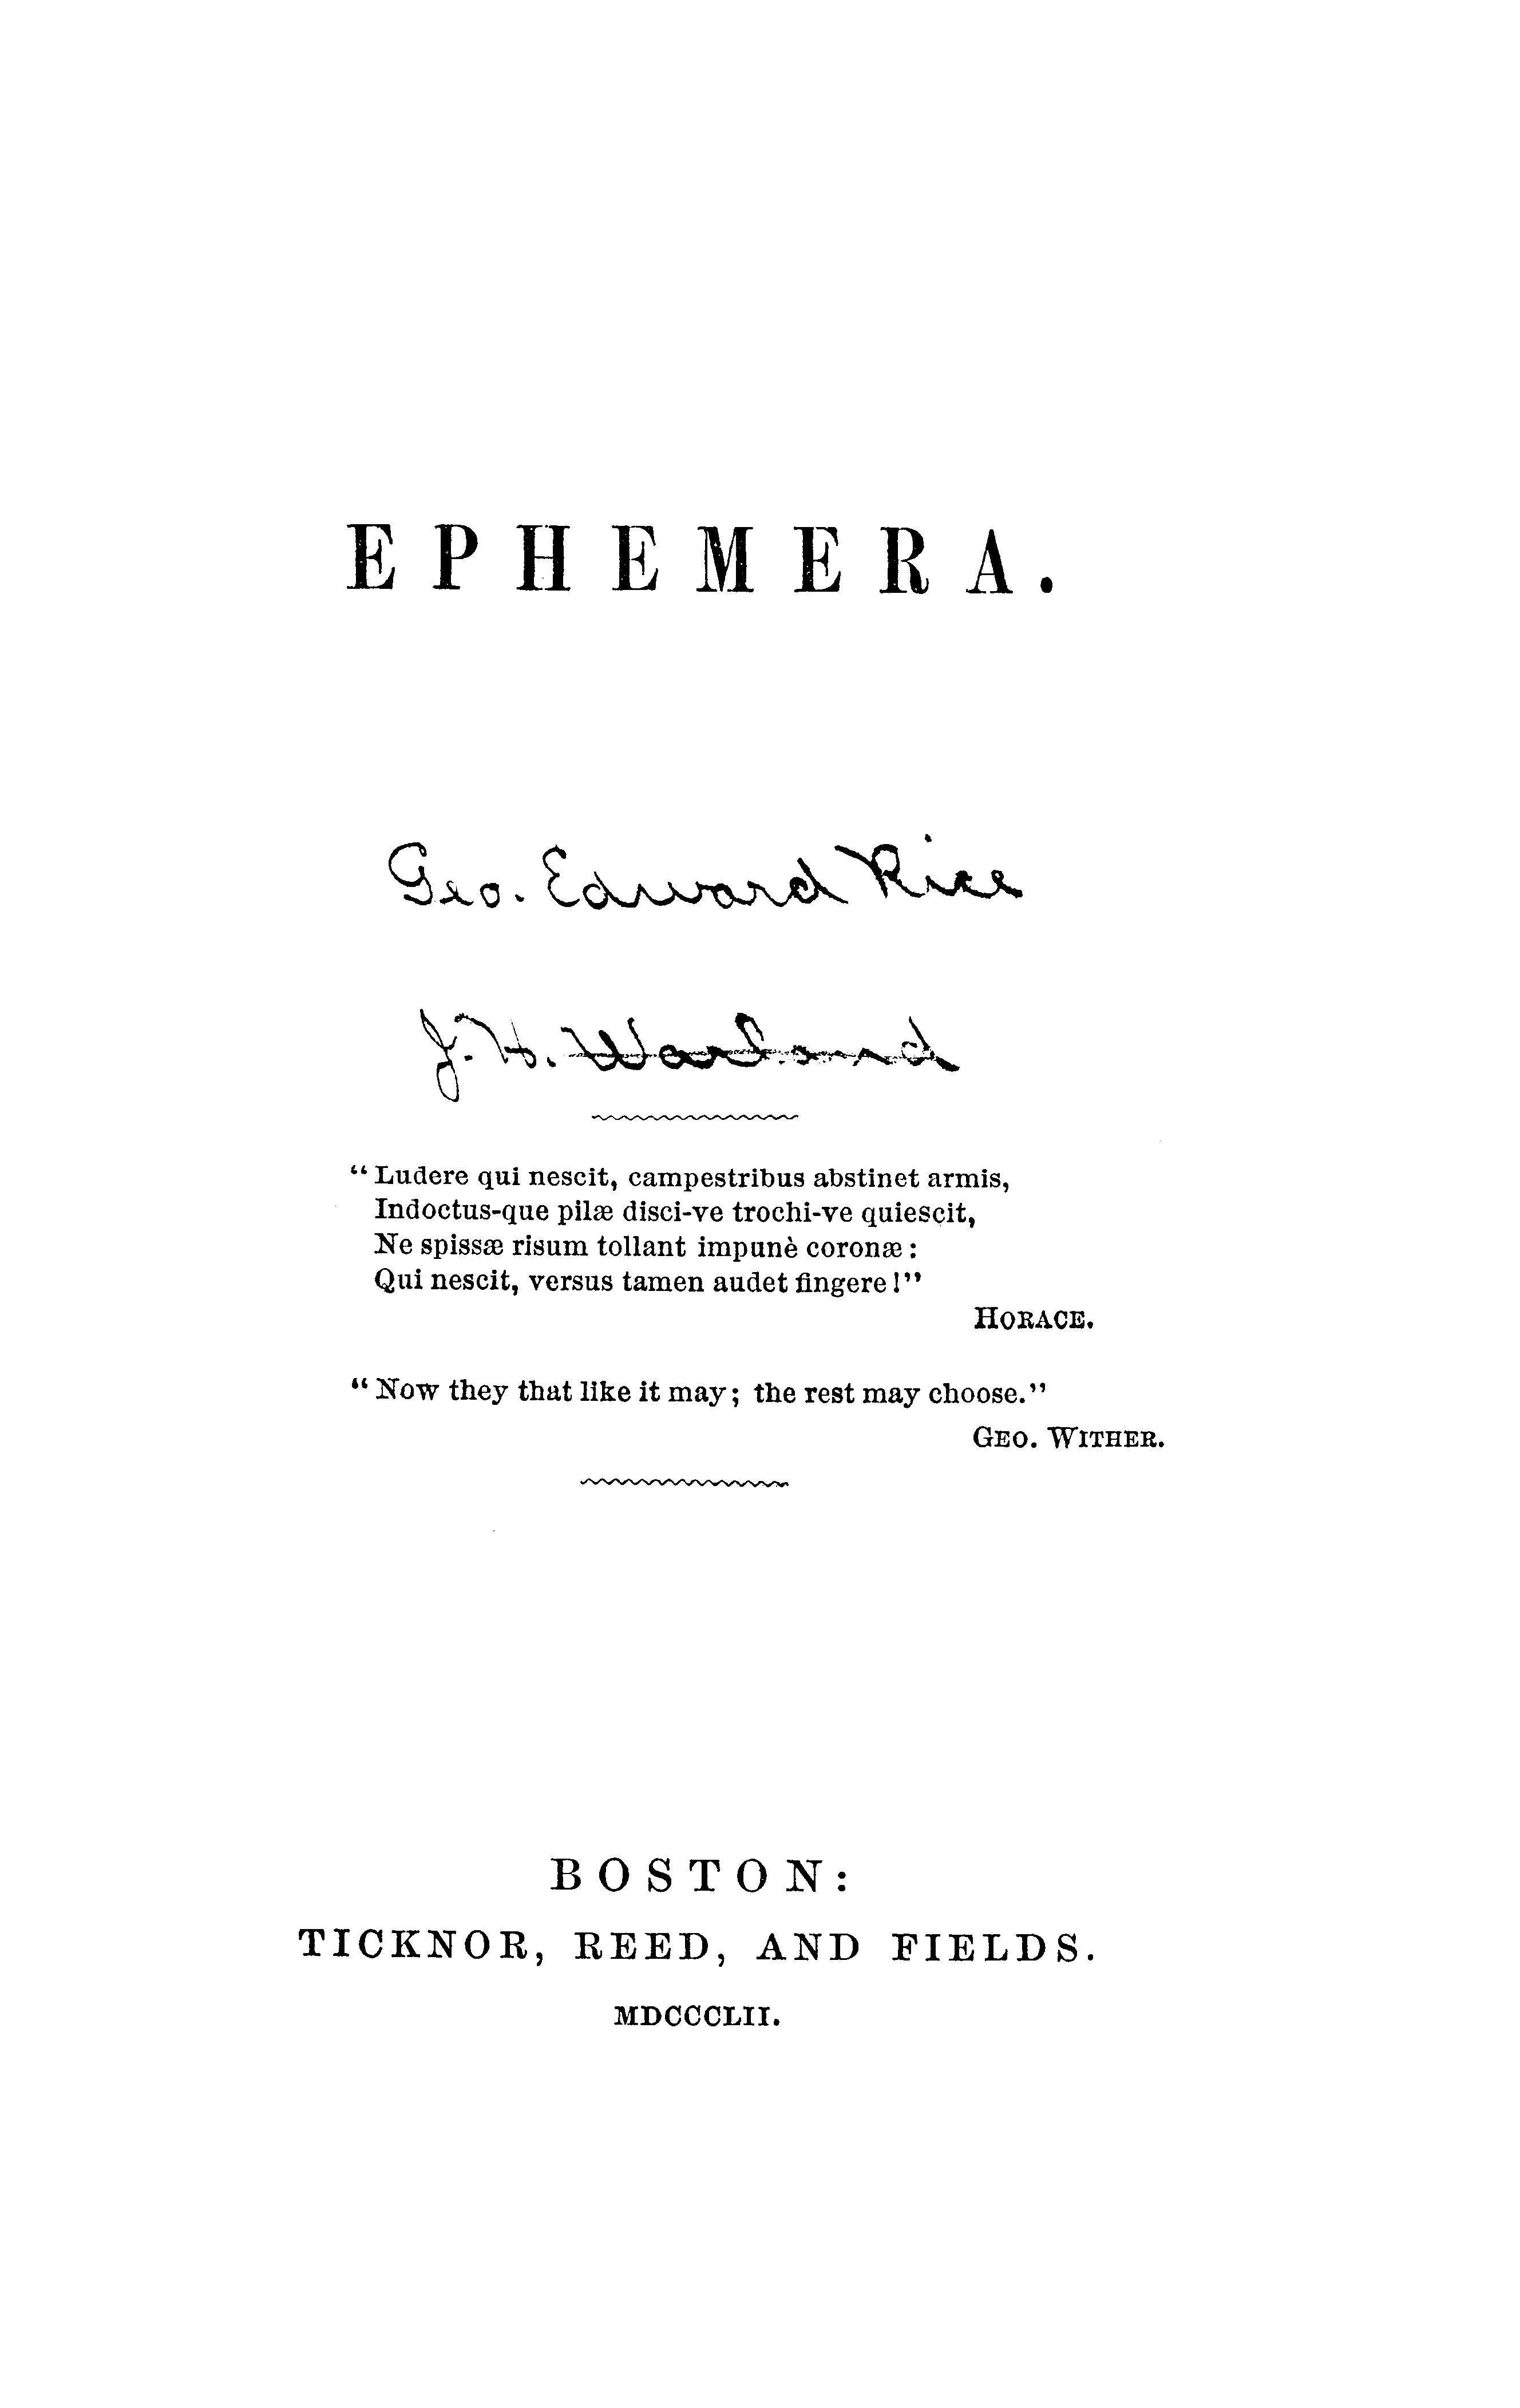 EPHEMERA.
Geo. Edward Rice
J. H. Warland
“Ludere qui nescit, campestribus abstinet armis,
Indoctus-que pilæ disci-ve trochi-ve quiescit,
Ne spissæ risum tollant impunè coronæ:
Qui nescit, versus tamen audet fingere!”
HORACE.
“Now they that like it may; the rest may choose.”
GEO. WITHER.
BOSTON:
TICKNOR, REED, AND FIELDS.
MDCCCLII.